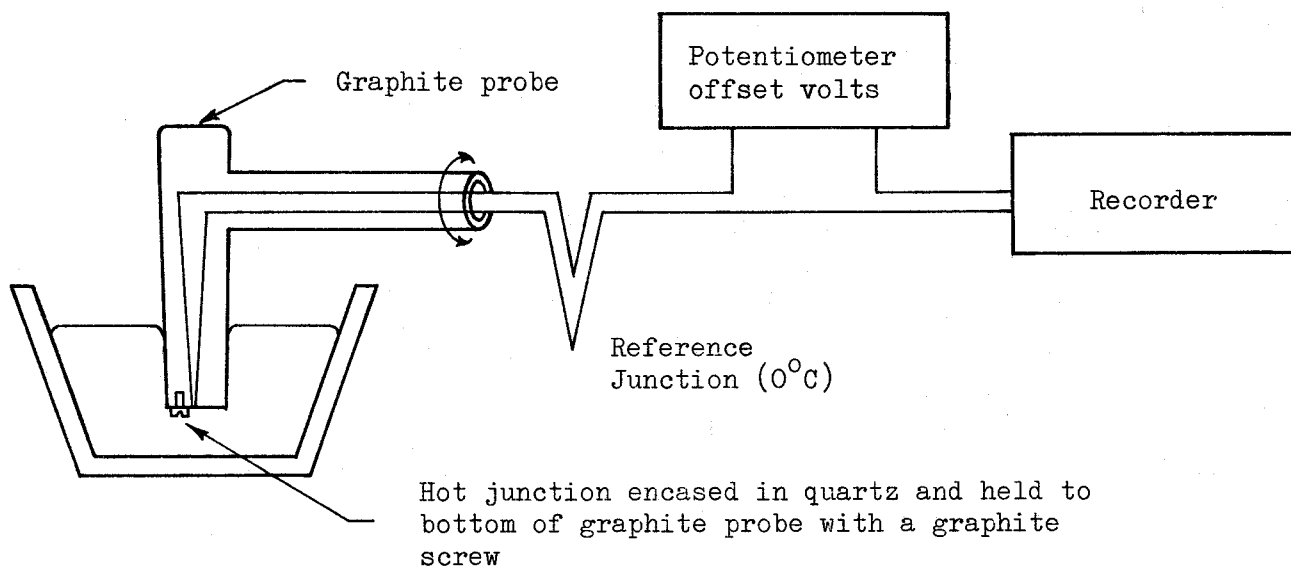 Graphite probe
Potentiometer
offset volts
Recorder
Reference
Junction (0°C)
Hot junction encased in quartz and held to
bottom of graphite probe with a graphite
screw